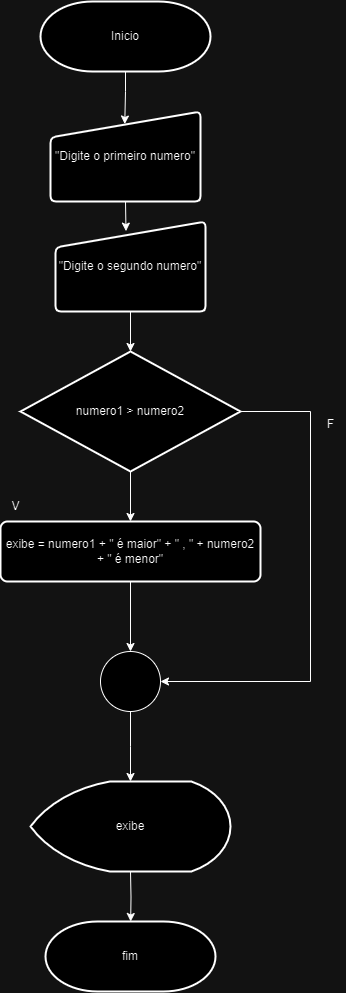 Inicio
"Digite o primeiro numero"
"Digite o segundo numero"
numero1 > numero2
F
V
exibe = numero1 + " é maior" + " , " + numero2
+ " é menor"
exibe
fim